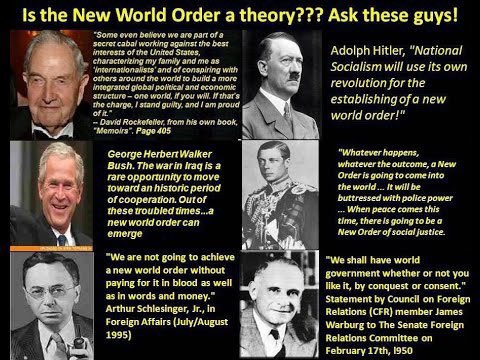 Is the New World Order a theory??? Ask these guys!
"Some even believe we are part of a
secret cabal working against the best
interests of the United States,
characterizing my family and me as
'internationalists' and of conspiring with
others around the world to build a more
integrated global political and economic
structure – one world, if you will. If that's
the charge, I stand guilty, and I am proud
of it."
– David Rockefeller, from his own book,
"Memoirs". Page 405
Adolph Hitler, "National
Socialism will use its own
revolution for the
establishing of a new
world order!"
George Herbert Walker
Bush. The war in Iraq is a
rare opportunity to move
toward an historic period
of cooperation. Out of
these troubled times...a
new world order can
emerge
"Whatever happens,
whatever the outcome, a New
Order is going to come into
the world ... It will be
buttressed with police power
... When peace comes this
time, there is going to be a
New Order of social justice.
"We are not going to achieve
a new world order without
paying for it in blood as well
as in words and money."
Arthur Schlesinger, Jr., in
Foreign Affairs (July/August
1995)
"We shall have world
government whether or not you
like it, by conquest or consent."
Statement by Council on Foreign
Relations (CFR) member James
Warburg to The Senate Foreign
Relations Committee on
February 17th, l950